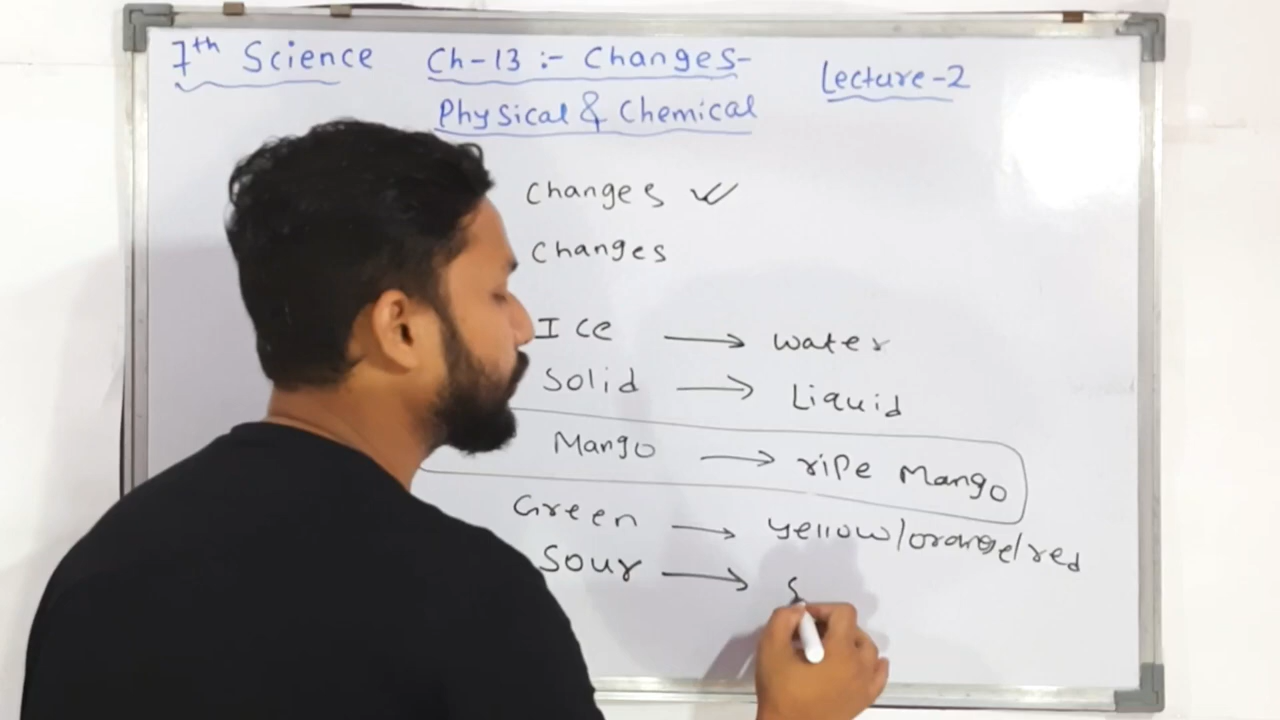 7th Science Ch-13 :- Changes- Lecture-2
Physical & Chemical
Changes
Changes
Ice → water
Solid → Liquid
Mango → ripe Mango
Green → yellow/orange/red
Sour → S